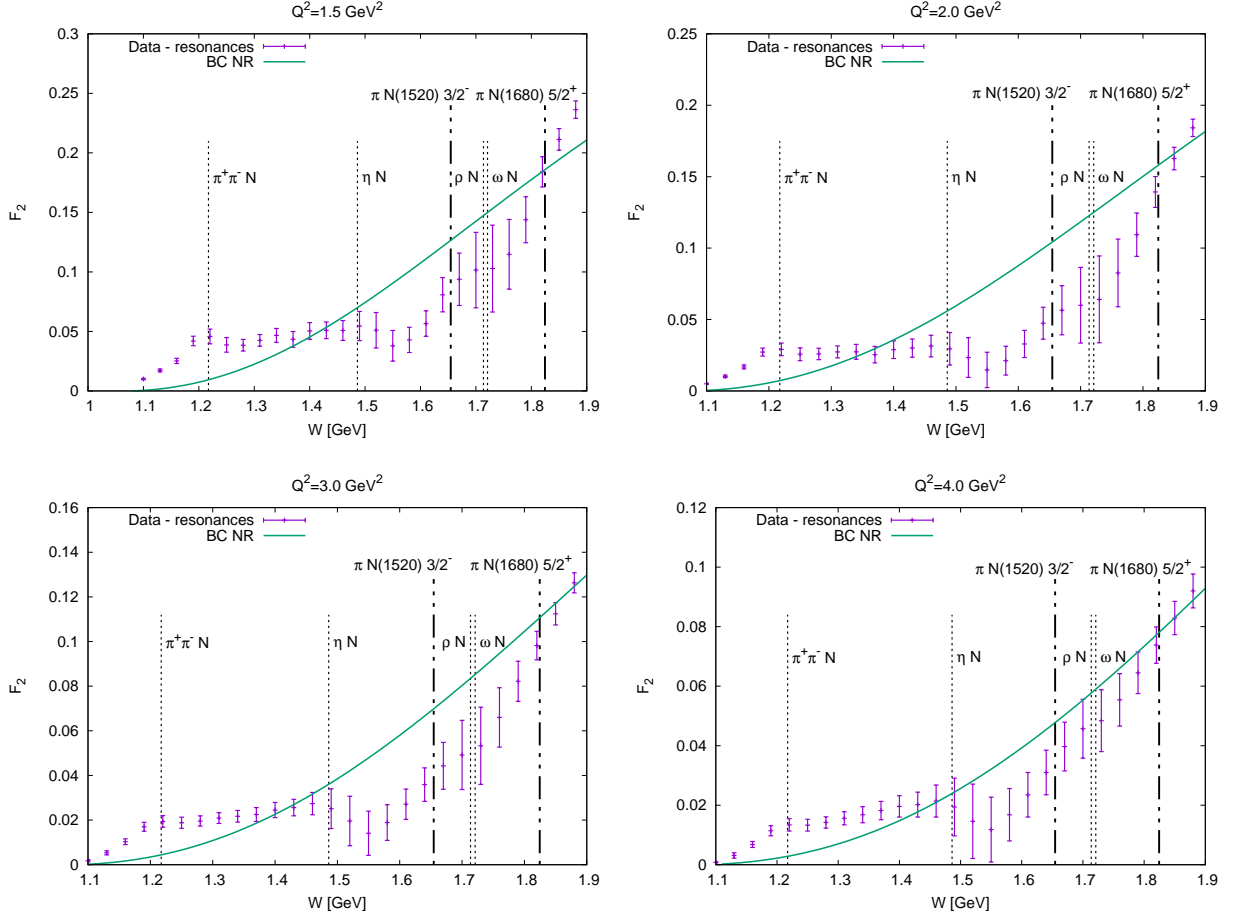 Q²=1.5 GeV²
Data - resonances
BC NR
π N(1520) 3/2⁻ π N(1680) 5/2⁺
π⁺π⁻ N
η N
ρ N
ω N
F₂
0
0.05
0.1
0.15
0.2
0.25
0.3
1 1.1 1.2 1.3 1.4 1.5 1.6 1.7 1.8 1.9
W [GeV]
Q²=2.0 GeV²
Data - resonances
BC NR
π N(1520) 3/2⁻ π N(1680) 5/2⁺
π⁺π⁻ N
η N
ρ N
ω N
F₂
0
0.05
0.1
0.15
0.2
0.25
1.1 1.2 1.3 1.4 1.5 1.6 1.7 1.8 1.9
W [GeV]
Q²=3.0 GeV²
Data - resonances
BC NR
π N(1520) 3/2⁻ π N(1680) 5/2⁺
π⁺π⁻ N
η N
ρ N
ω N
F₂
0
0.02
0.04
0.06
0.08
0.1
0.12
0.14
0.16
1.1 1.2 1.3 1.4 1.5 1.6 1.7 1.8 1.9
W [GeV]
Q²=4.0 GeV²
Data - resonances
BC NR
π N(1520) 3/2⁻ π N(1680) 5/2⁺
π⁺π⁻ N
η N
ρ N
ω N
F₂
0
0.02
0.04
0.06
0.08
0.1
0.12
1.1 1.2 1.3 1.4 1.5 1.6 1.7 1.8 1.9
W [GeV]